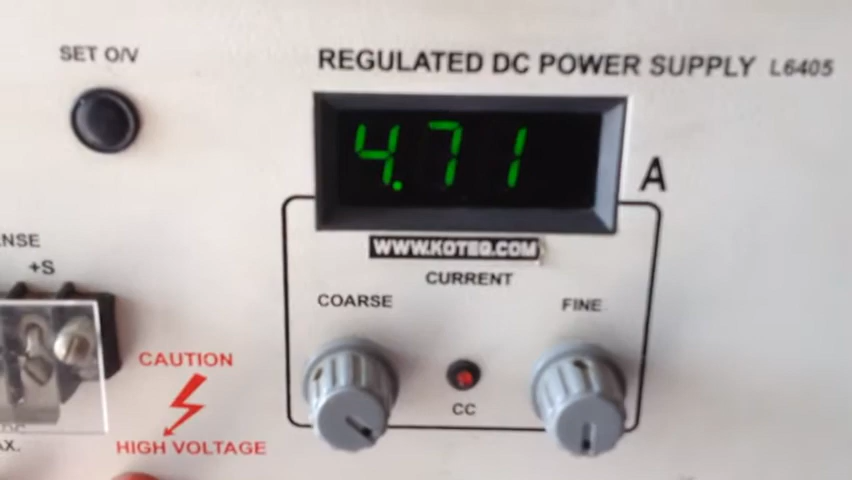 SET O/V
REGULATED DC POWER SUPPLY L6405
4.71
A
WWW.KOTEQ.COM
CURRENT
COARSE
FINE
CC
+S
CAUTION
HIGH VOLTAGE